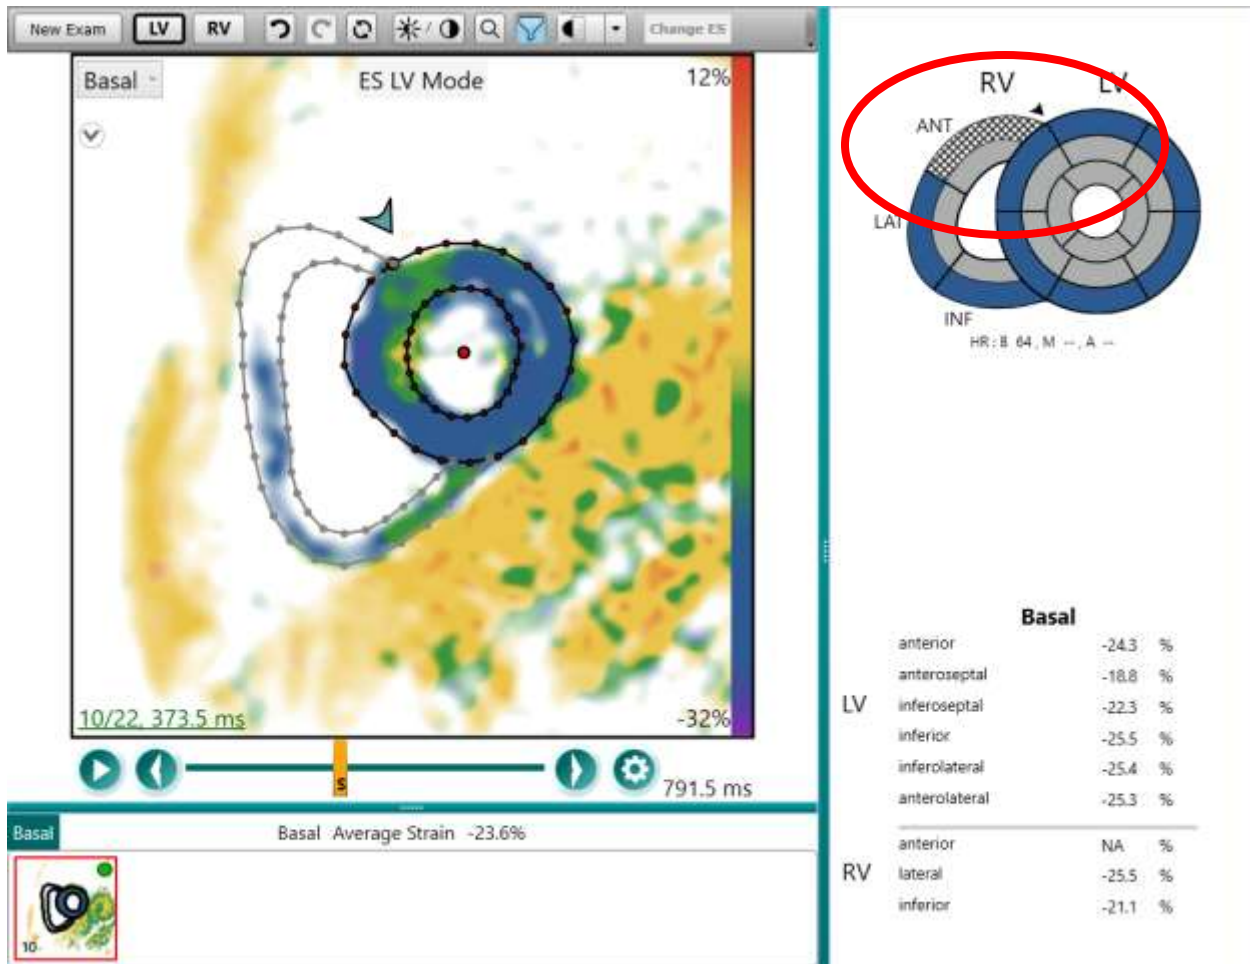 New Exam LV RV Change ES
Basal ES LV Mode 12%
10/22, 373.5 ms -32%
S
791.5 ms
Basal Basal Average Strain -23.6%
10
RV LV
ANT
LAT
INF
HR: B 64, M --, A --
Basal
LV
anterior -24.3 %
anteroseptal -18.8 %
inferoseptal -22.3 %
inferior -25.5 %
inferolateral -25.4 %
anterolateral -25.3 %
RV
anterior NA %
lateral -25.5 %
inferior -21.1 %